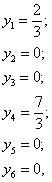 y₁ = 2/3;
y₂ = 0;
y₃ = 0;
y₄ = 7/3;
y₅ = 0;
y₆ = 0,